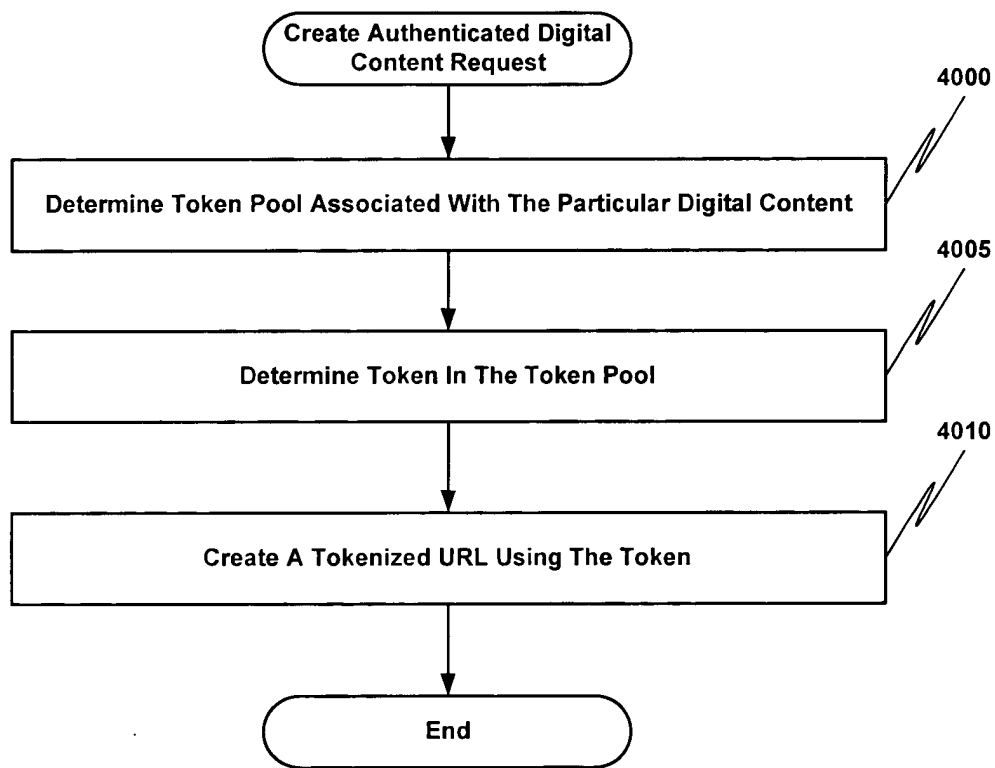 Create Authenticated Digital
Content Request
4000
Determine Token Pool Associated With The Particular Digital Content
4005
Determine Token In The Token Pool
4010
Create A Tokenized URL Using The Token
End